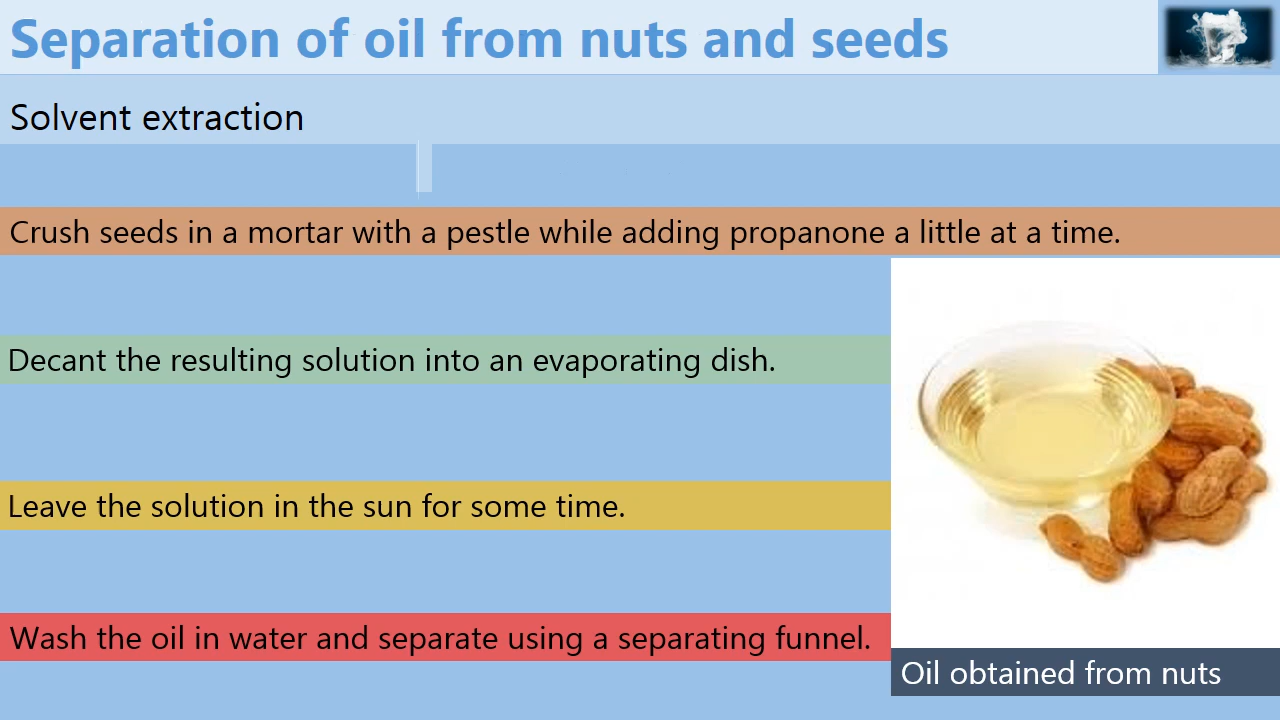 Separation of oil from nuts and seeds
Solvent extraction
Crush seeds in a mortar with a pestle while adding propanone a little at a time.
Decant the resulting solution into an evaporating dish.
Leave the solution in the sun for some time.
Wash the oil in water and separate using a separating funnel.
Oil obtained from nuts